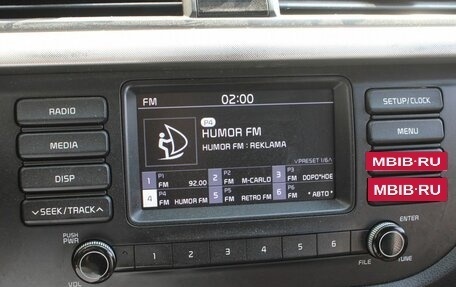 FM 02:00
RADIO
MEDIA
DISP
SEEK/TRACK
P4
HUMOR FM
HUMOR FM : REKLAMA
PRESET 1/6
1 P1 FM 92.00
2 P2 FM M-CARLO
3 P3 FM DOPO*HOE
4 FM HUMOR FM
5 P5 FM RETRO FM
6 P6 FM * ABTO *
SETUP/CLOCK
MENU
MBIB-RU
MBIB-RU
PUSH
PWR
VOL
1 2 3 4 5 6
ENTER
FILE
TUNE